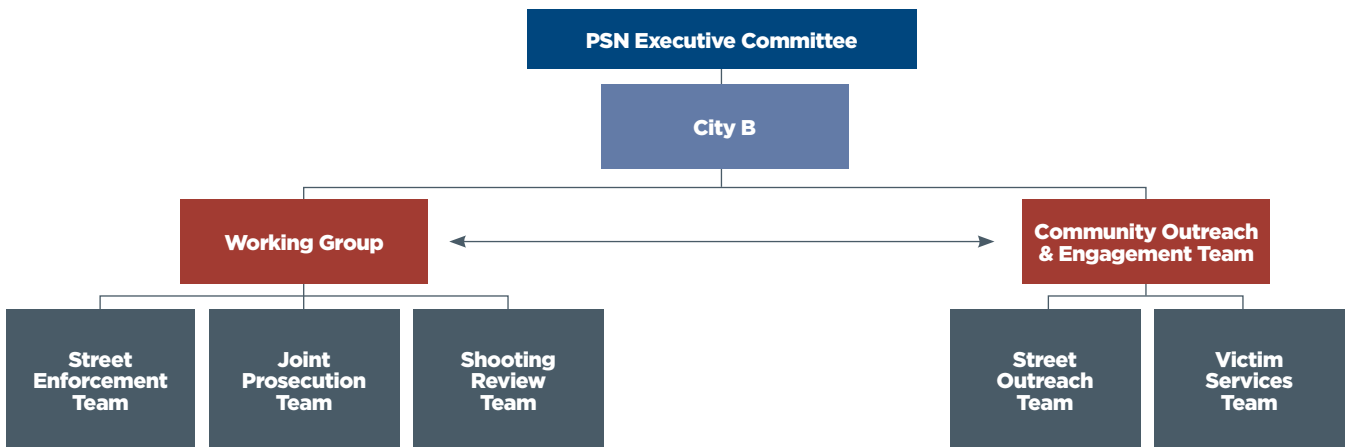 PSN Executive Committee
City B
Working Group
Community Outreach
& Engagement Team
Street
Enforcement
Team
Joint
Prosecution
Team
Shooting
Review
Team
Street
Outreach
Team
Victim
Services
Team